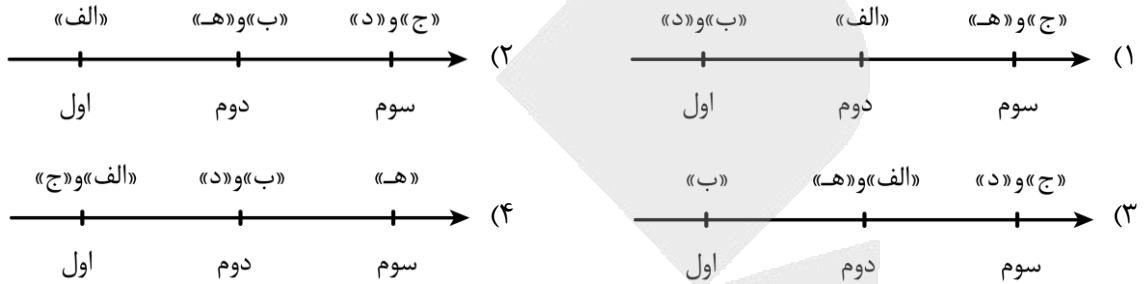 «ج»و«هـ» «الف» «ب»و«د»
۱)
سوم دوم اول
«ج»و«د» «ب»و«هـ» «الف»
۲)
سوم دوم اول
«ج»و«د» «الف»و«هـ» «ب»
۳)
سوم دوم اول
«هـ» «ب»و«د» «الف»و«ج»
۴)
سوم دوم اول